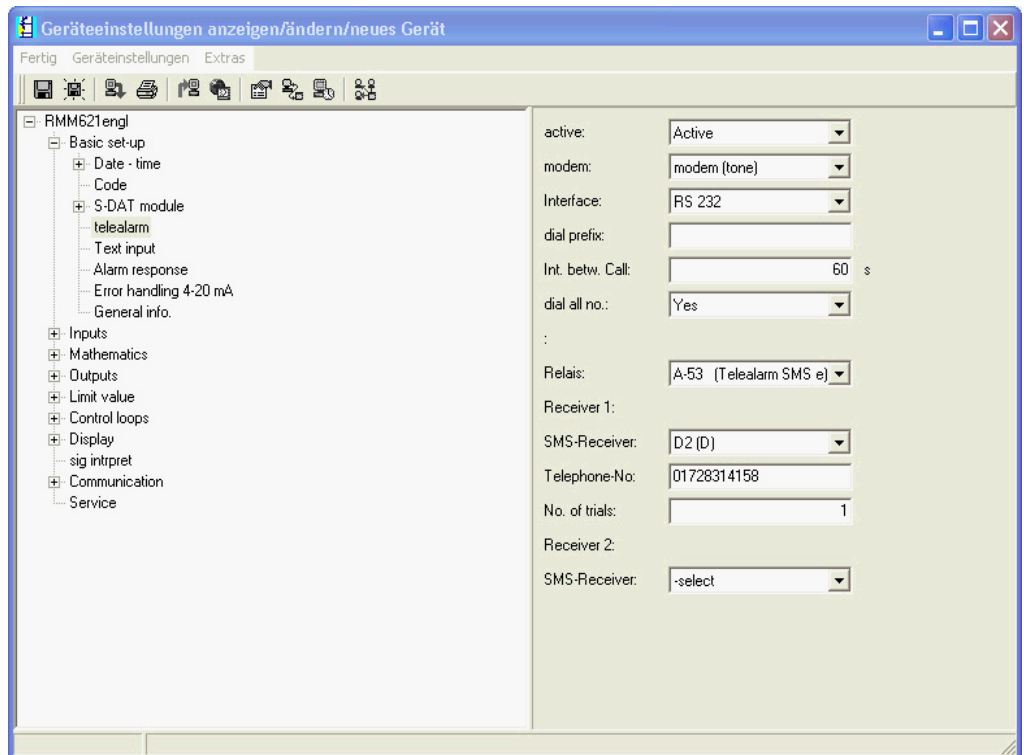 Geräteeinstellungen anzeigen/ändern/neues Gerät
Fertig Geräteinstellungen Extras
RMM621engl
Basic set-up
Date - time
Code
S-DAT module
telealarm
Text input
Alarm response
Error handling 4-20 mA
General info.
Inputs
Mathematics
Outputs
Limit value
Control loops
Display
sig intrpret
Communication
Service
active: Active
modem: modem (tone)
Interface: RS 232
dial prefix:
Int. betw. Call: 60 s
dial all no.: Yes
:
Relais: A-53 (Telealarm SMS e)
Receiver 1:
SMS-Receiver: D2 (D)
Telephone-No: 01728314158
No. of trials: 1
Receiver 2:
SMS-Receiver: -select